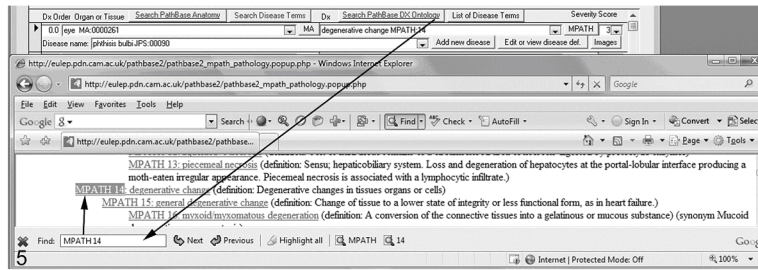 Dx Order Organ or Tissue Search PathBase Anatomy Search Disease Terms Dx Search PathBase DX Ontology List of Disease Terms Severity Score
0.0 eye MA:0000261 MA degenerative change MPATH:14 MPATH 3
Disease name: phthisis bulbi JPS:00090 Add new disease Edit or view disease def. Images
http://eulep.pdn.cam.ac.uk/pathbase2/pathbase2_mpath_pathology.popup.php - Windows Internet Explorer
http://eulep.pdn.cam.ac.uk/pathbase2/pathbase2_mpath_pathology.popup.php Google
File Edit View Favorites Tools Help
Google Search Find Check AutoFill Sign In Convert Selec
http://eulep.pdn.cam.ac.uk/pathbase2/pathbase... Page Tools
MPATH 13: piecemeal necrosis (definition: Sensu; hepaticobiliary system. Loss and degeneration of hepatocytes at the portal-lobular interface producing a
moth-eaten irregular appearance. Piecemeal necrosis is associated with a lymphocytic infiltrate.)
MPATH 14: degenerative change (definition: Degenerative changes in tissues organs or cells)
MPATH 15: general degenerative change (definition: Change of tissue to a lower state of integrity or less functional form, as in heart failure.)
MPATH 16: myxoid/myxomatous degeneration (definition: A conversion of the connective tissues into a gelatinous or mucous substance) (synonym Mucoid
Find: MPATH 14 Next Previous Highlight all MPATH 14 Goo
5 Internet | Protected Mode: Off 100%